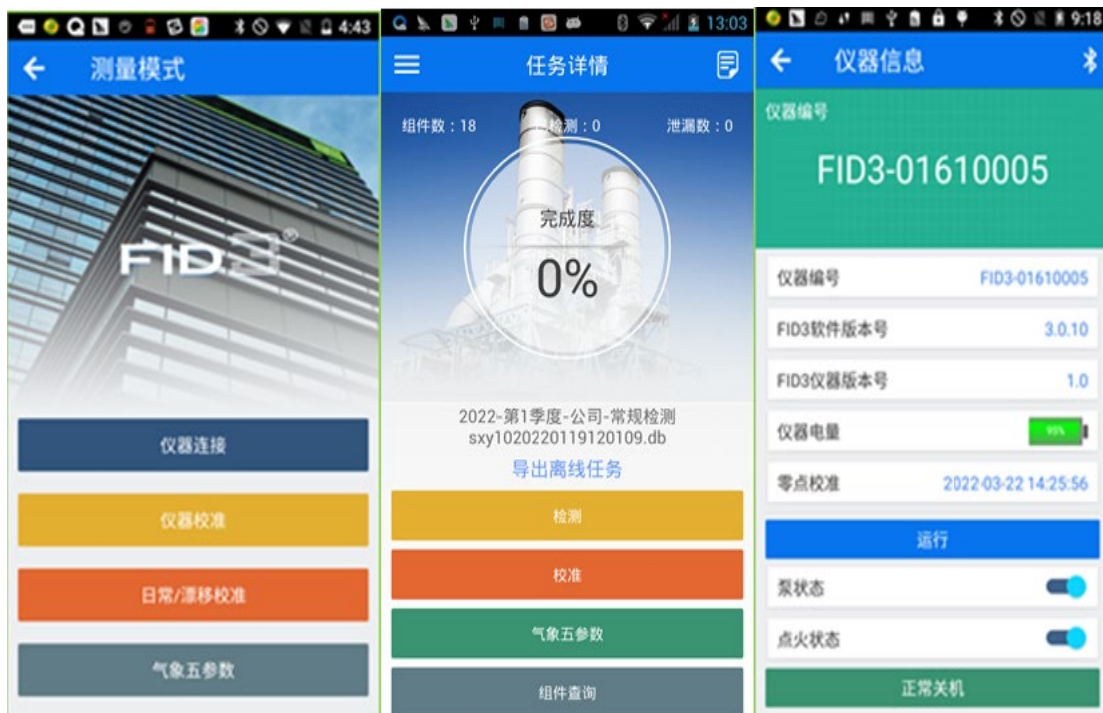 4:43
测量模式
FID3®
仪器连接
仪器校准
日常/漂移校准
气象五参数
13:03
任务详情
组件数：18
检测：0
泄漏数：0
完成度
0%
2022-第1季度-公司-常规检测
sxy1020220119120109.db
导出离线任务
检测
校准
气象五参数
组件查询
9:18
仪器信息
仪器编号
FID3-01610005
仪器编号 FID3-01610005
FID3软件版本号 3.0.10
FID3仪器版本号 1.0
仪器电量 95%
零点校准 2022-03-22 14:25:56
运行
泵状态
点火状态
正常关机